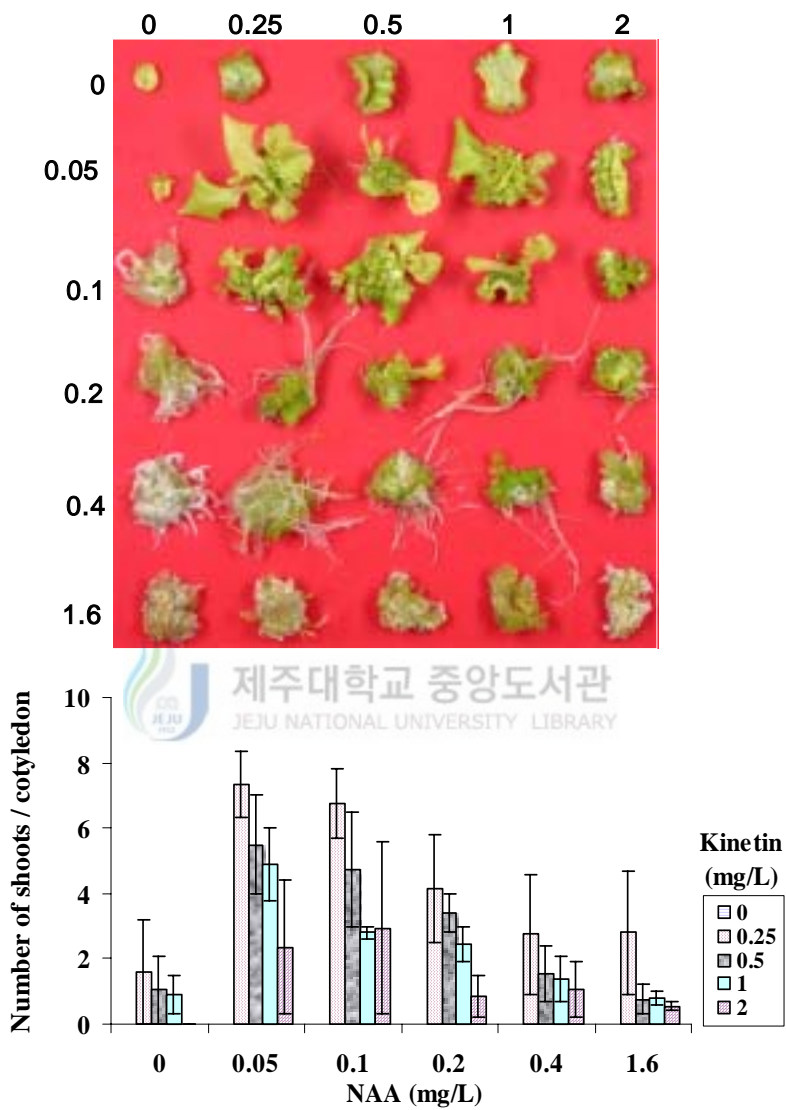 0 0.25 0.5 1 2
0
0.05
0.1
0.2
0.4
1.6
제주대학교 중앙도서관
JEJU NATIONAL UNIVERSITY LIBRARY
JEJU
1952
Number of shoots / cotyledon
10
8
6
4
2
0
0 0.05 0.1 0.2 0.4 1.6
NAA (mg/L)
Kinetin
(mg/L)
0
0.25
0.5
1
2